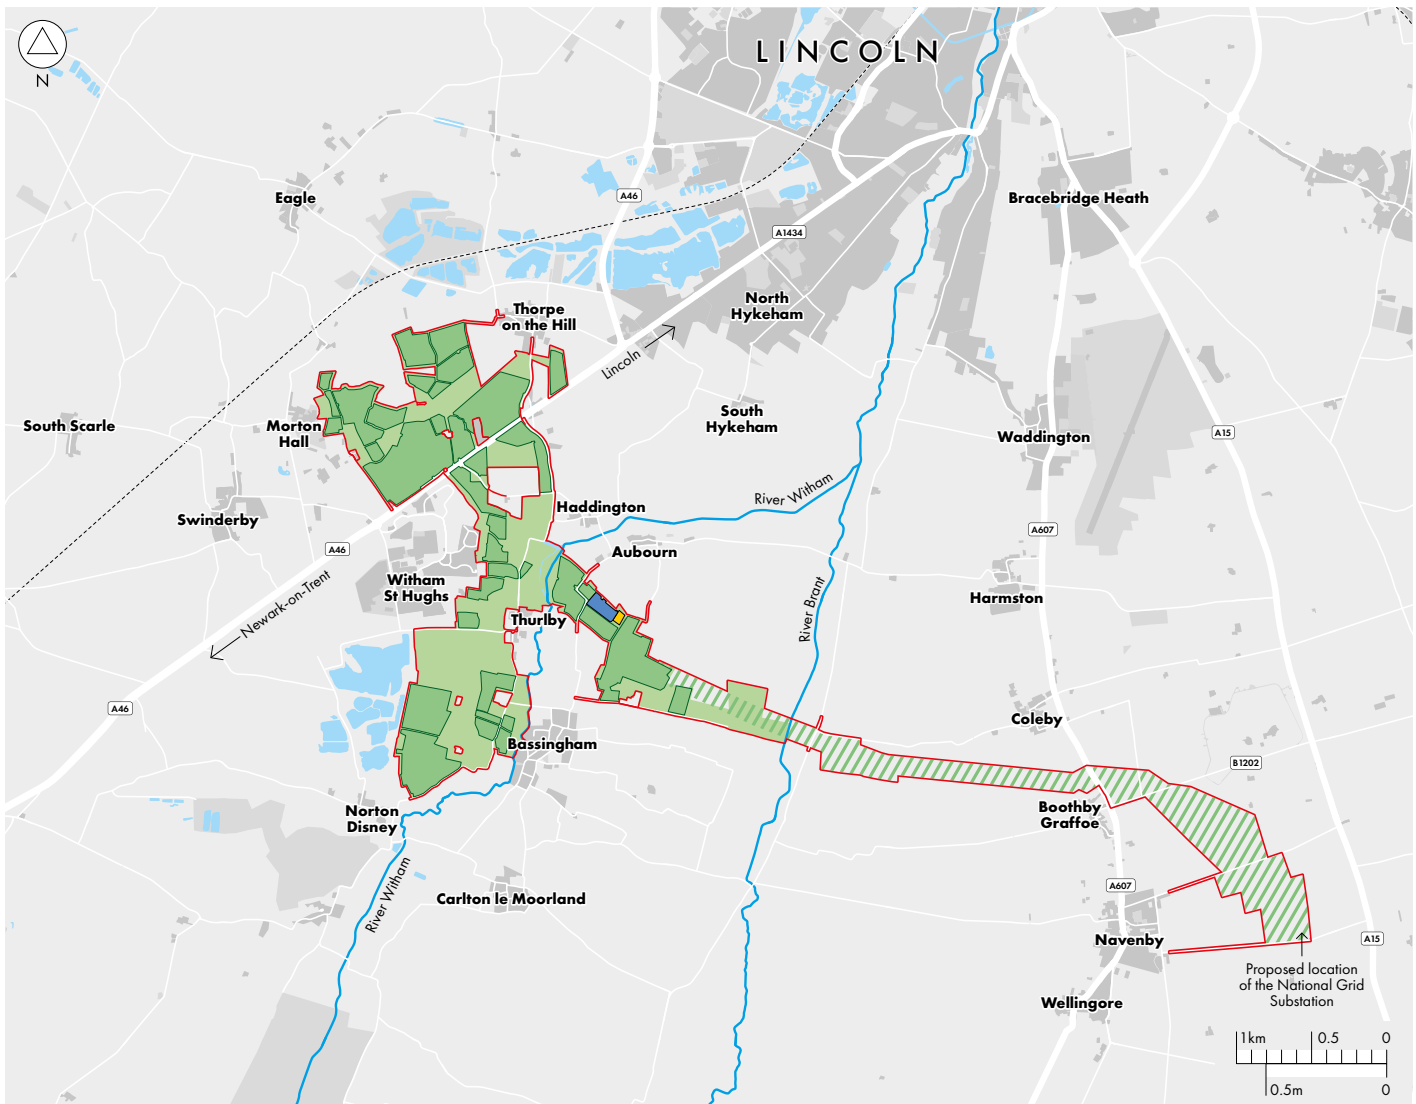 LINCOLN
N
Eagle
A46
Bracebridge Heath
A1434
Thorpe
on the Hill
North
Hykeham
Lincoln
South Scarle
Morton
Hall
South
Hykeham
Waddington
A15
River Witham
Haddington
Swinderby
A607
A46
Aubourn
Witham
St Hughs
Newark-on-Trent
Harmston
River Brant
Thurlby
A46
Coleby
Bassingham
B1202
Norton
Disney
Boothby
Graffoe
River Witham
A607
Carlton le Moorland
Navenby
A15
Proposed location
of the National Grid
Substation
Wellingore
1km 0.5 0
0.5m 0